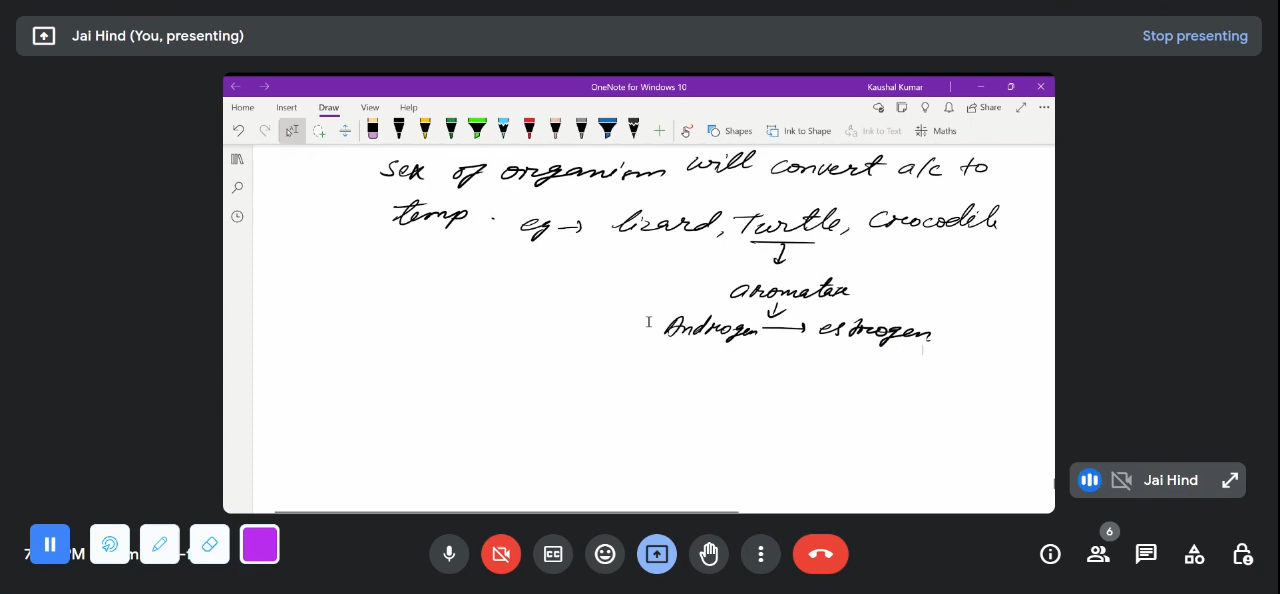 Jai Hind (You, presenting)
Stop presenting
OneNote for Windows 10
Kaushal Kumar
Home Insert Draw View Help
Share
Shapes Ink to Shape Ink to Text Maths
Sex of organism will convert a/c to
temp. eg → lizard, Turtle, Crocodile
aromatase
Androgen → estrogen
Jai Hind
6